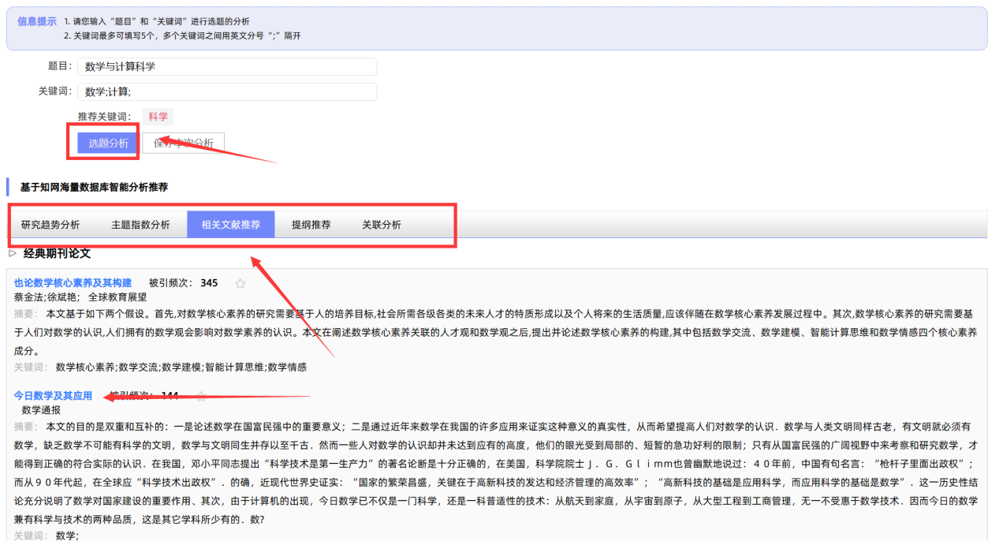 信息提示 1. 请您输入“题目”和“关键词”进行选题的分析
2. 关键词最多可填写5个，多个关键词之间用英文分号“;”隔开
题目： 数学与计算科学
关键词： 数学;计算;
推荐关键词： 科学
选题分析 保存本次分析
基于知网海量数据库智能分析推荐
研究趋势分析 主题指数分析 相关文献推荐 提纲推荐 关联分析
经典期刊论文
也论数学核心素养及其构建 被引频次： 345
蔡金法;徐斌艳; 全球教育展望
摘要： 本文基于如下两个假设。首先,对数学核心素养的研究需要基于人的培养目标,社会所需各级各类的未来人才的特质形成以及个人将来的生活质量,应该伴随在数学核心素养发展过程中。其次,数学核心素养的研究需要基
于人们对数学的认识,人们拥有的数学观会影响对数学素养的认识。本文在阐述数学核心素养关联的人才观和数学观之后,提出并论述数学核心素养的构建,其中包括数学交流、数学建模、智能计算思维和数学情感四个核心素养
成分。
关键词： 数学核心素养;数学交流;数学建模;智能计算思维;数学情感
今日数学及其应用 被引频次： 144
数学通报
摘要： 本文的目的是双重和互补的：一是论述数学在国富民强中的重要意义；二是通过近年来数学在我国的许多应用来证实这种意义的真实性，从而希望提高人们对数学的认识．数学与人类文明同样古老，有文明就必须有
数学，缺乏数学不可能有科学的文明，数学与文明同生并存以至千古．然而一些人对数学的认识却并未达到应有的高度，他们的眼光受到局部的、短暂的急功好利的限制；只有从国富民强的广阔视野中来考察和研究数学，才
能得到正确的符合实际的认识．在我国，邓小平同志提出“科学技术是第一生产力”的著名论断是十分正确的，在美国，科学院院士Ｊ．Ｇ．Ｇｌｉｍｍ也曾幽默地说过：４０年前，中国有句名言：“枪杆子里面出政权”；
而从９０年代起，在全球应“科学技术出政权”．的确，近现代世界史证实：“国家的繁荣昌盛，关键在于高新科技的发达和经济管理的高效率”；“高新科技的基础是应用科学，而应用科学的基础是数学”．这一历史性结
论充分说明了数学对国家建设的重要作用、其次，由于计算机的出现，今日数学已不仅是一门科学，还是一科普适性的技术：从航天到家庭，从宇宙到原子，从大型工程到工商管理，无一不受惠于数学技术．因而今日的数学
兼有科学与技术的两种品质，这是其它学科所少有的．数?
关键词： 数学;